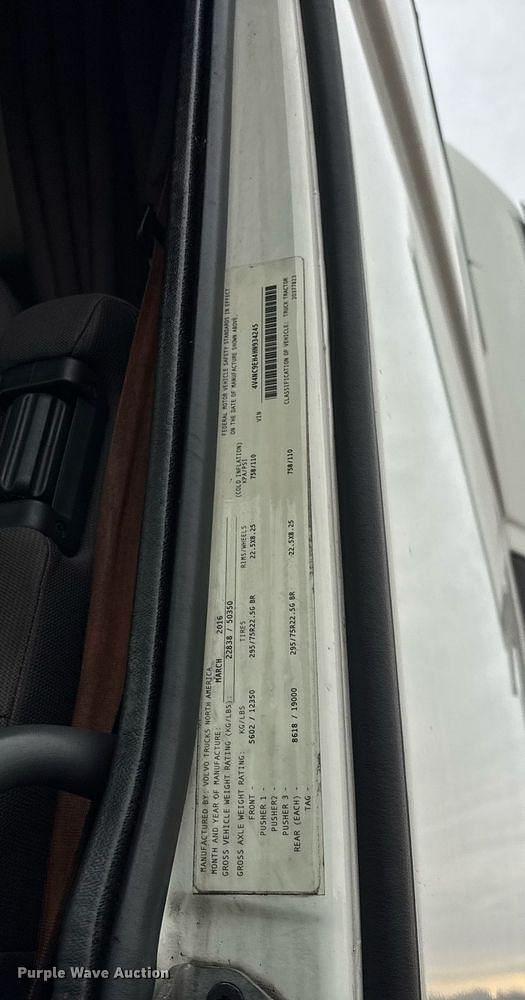 MANUFACTURED BY: VOLVO TRUCKS NORTH AMERICA
MONTH AND YEAR OF MANUFACTURE: MARCH 2016
GROSS VEHICLE WEIGHT RATING (KG/LBS): 22838 / 50350
GROSS AXLE WEIGHT RATING: KG/LBS TIRES RIMS/WHEELS (COLD INFLATION) KPA/PSI
FRONT - 5602 / 12350 295/75R22.5G BR 22.5X8.25 758/110
PUSHER 1 -
PUSHER2 -
PUSHER 3 -
REAR (EACH) - 8618 / 19000 295/75R22.5G BR 22.5X8.25 758/110
TAG -
FEDERAL MOTOR VEHICLE SAFETY STANDARDS IN EFFECT
ON THE DATE OF MANUFACTURE SHOWN ABOVE.
VIN 4V4NC9EH4HN934245
CLASSIFICATION OF VEHICLE: TRUCK TRACTOR
20377823
Purple Wave Auction